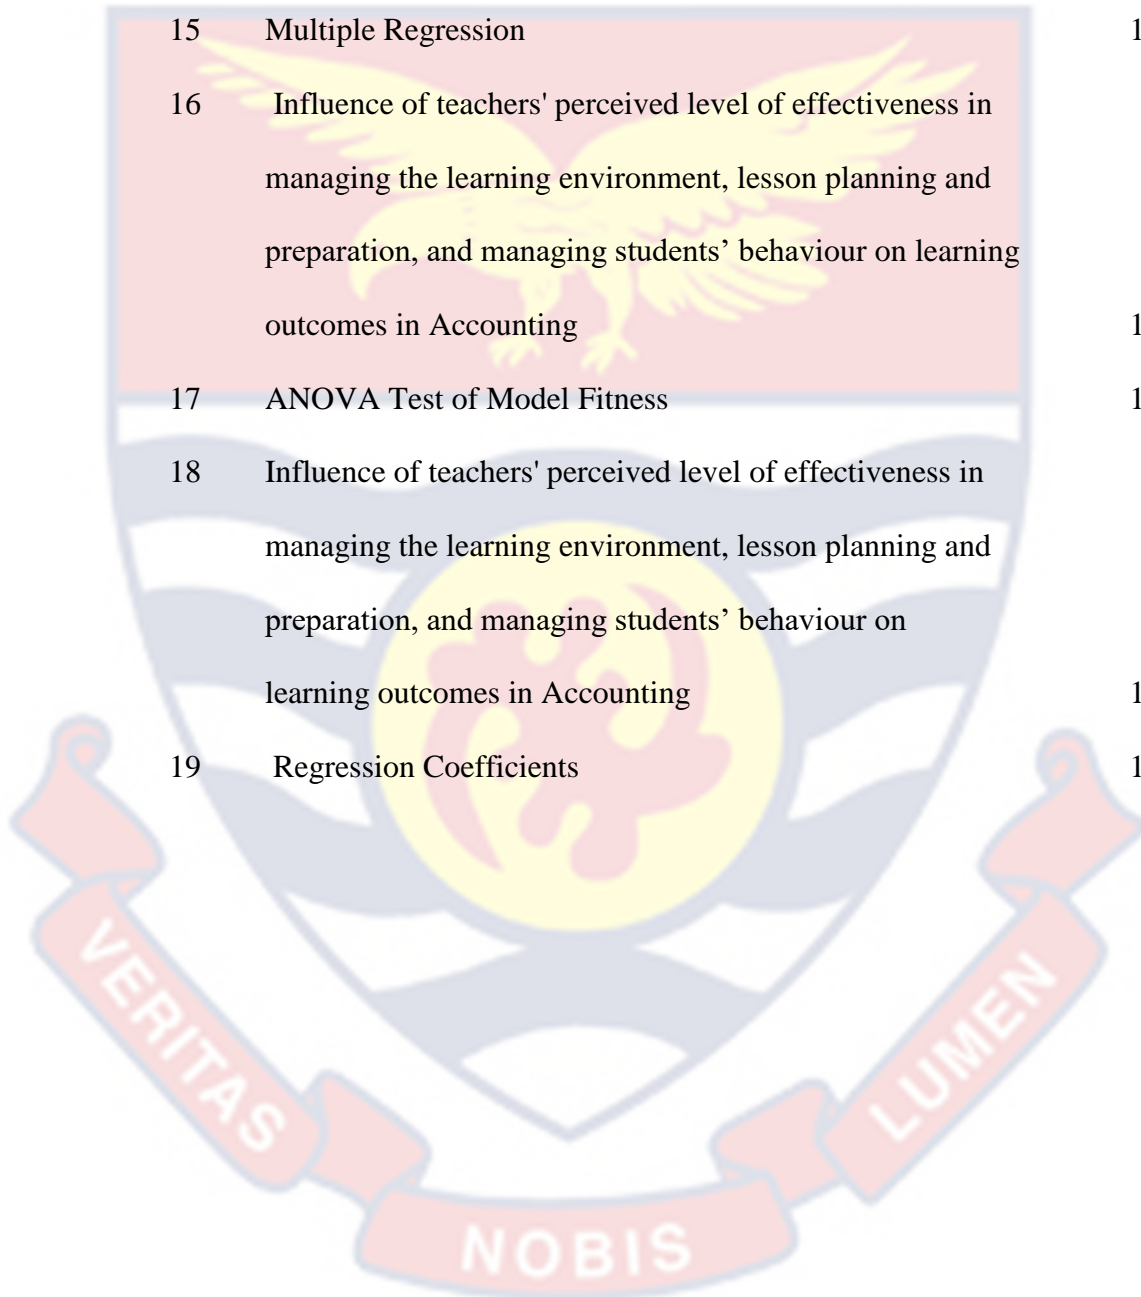 15 Multiple Regression 1
16 Influence of teachers' perceived level of effectiveness in
managing the learning environment, lesson planning and
preparation, and managing students’ behaviour on learning
outcomes in Accounting 1
17 ANOVA Test of Model Fitness 1
18 Influence of teachers' perceived level of effectiveness in
managing the learning environment, lesson planning and
preparation, and managing students’ behaviour on
learning outcomes in Accounting 1
19 Regression Coefficients 1
VERITAS
NOBIS
LUMEN